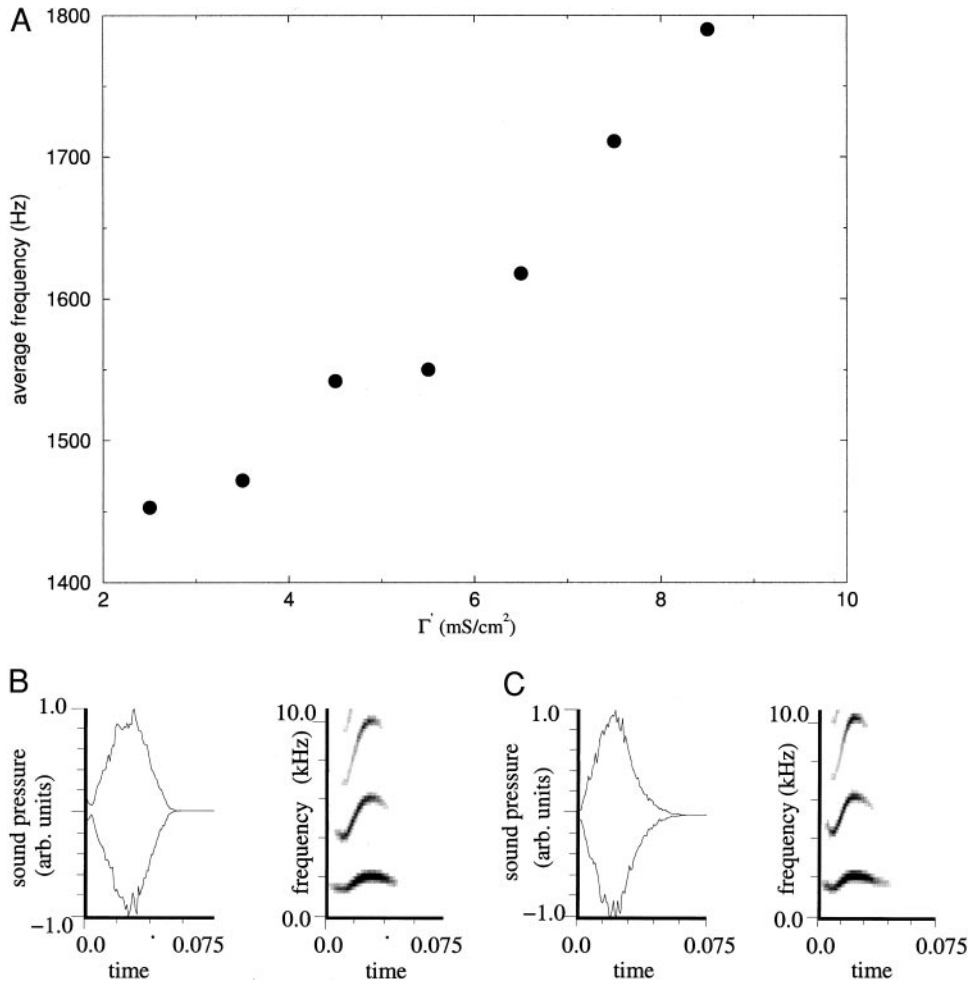 A
1800
1700
1600
1500
1400
average frequency (Hz)
2 4 6 8 10
Γ' (mS/cm²)
B
1.0
sound pressure
(arb. units)
−1.0
0.0 0.075
time
10.0
frequency (kHz)
0.0
0.0 0.075
time
C
1.0
sound pressure
(arb. units)
−1.0
0.0 0.075
time
10.0
frequency (kHz)
0.0
0.0 0.075
time